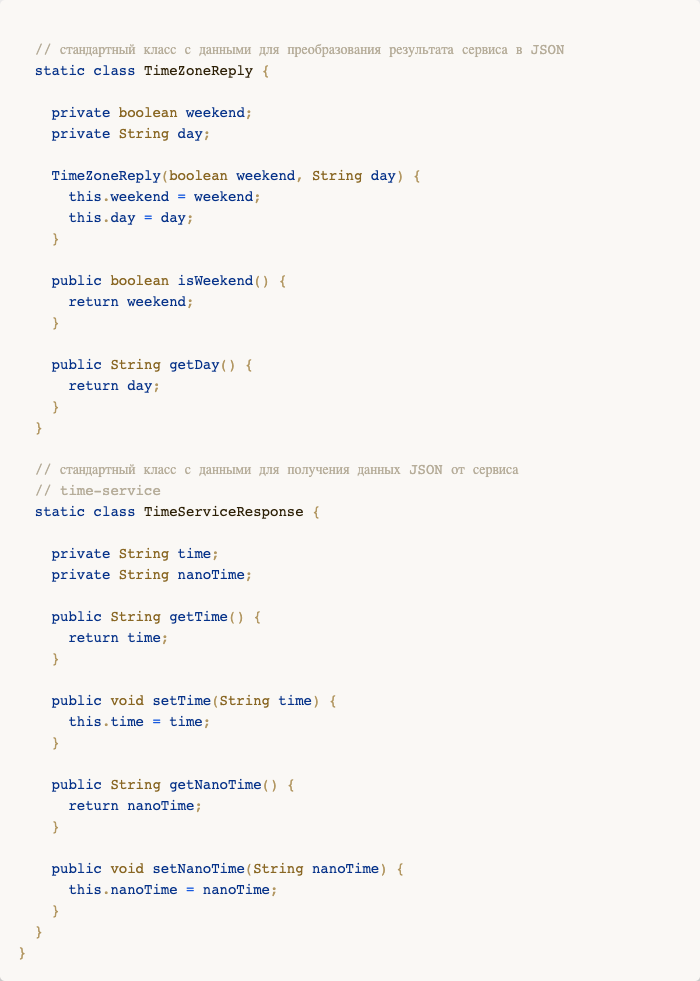 // стандартный класс с данными для преобразования результата сервиса в JSON
static class TimeZoneReply {
private boolean weekend;
private String day;
TimeZoneReply(boolean weekend, String day) {
this.weekend = weekend;
this.day = day;
}
public boolean isWeekend() {
return weekend;
}
public String getDay() {
return day;
}
}
// стандартный класс с данными для получения данных JSON от сервиса
// time-service
static class TimeServiceResponse {
private String time;
private String nanoTime;
public String getTime() {
return time;
}
public void setTime(String time) {
this.time = time;
}
public String getNanoTime() {
return nanoTime;
}
public void setNanoTime(String nanoTime) {
this.nanoTime = nanoTime;
}
}
}